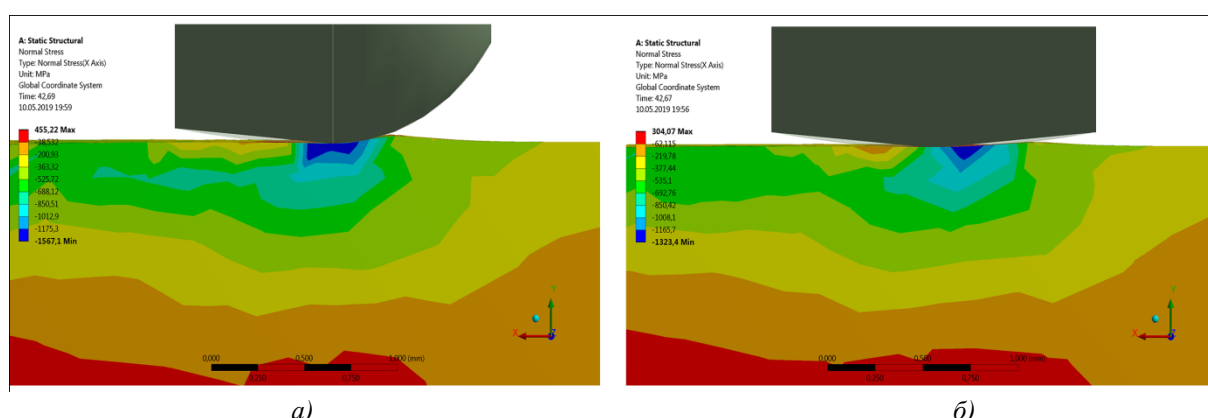 A: Static Structural
Normal Stress
Type: Normal Stress(X Axis)
Unit: MPa
Global Coordinate System
Time: 42,69
10.05.2019 19:59
455,22 Max
-38,532
-200,93
-363,32
-525,72
-688,12
-850,51
-1012,9
-1175,3
-1567,1 Min
Y
X
Z
0,000
0,500
1,000 (mm)
0,250
0,750
а)
A: Static Structural
Normal Stress
Type: Normal Stress(X Axis)
Unit: MPa
Global Coordinate System
Time: 42,67
10.05.2019 19:56
304,07 Max
-62,115
-219,78
-377,44
-535,1
-692,76
-850,42
-1008,1
-1165,7
-1323,4 Min
Y
X
Z
0,000
0,500
1,000 (mm)
0,250
0,750
б)